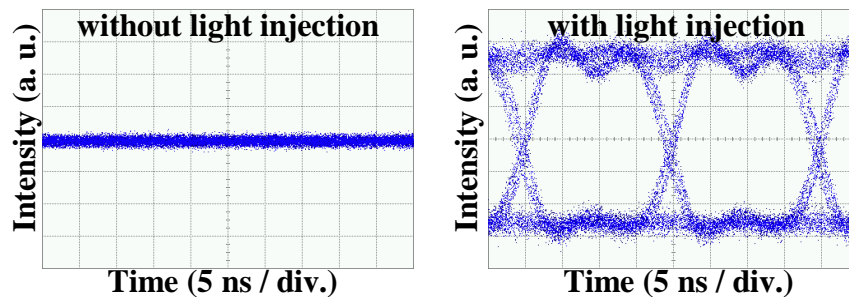 without light injection
Intensity (a. u.)
Time (5 ns / div.)
with light injection
Intensity (a. u.)
Time (5 ns / div.)